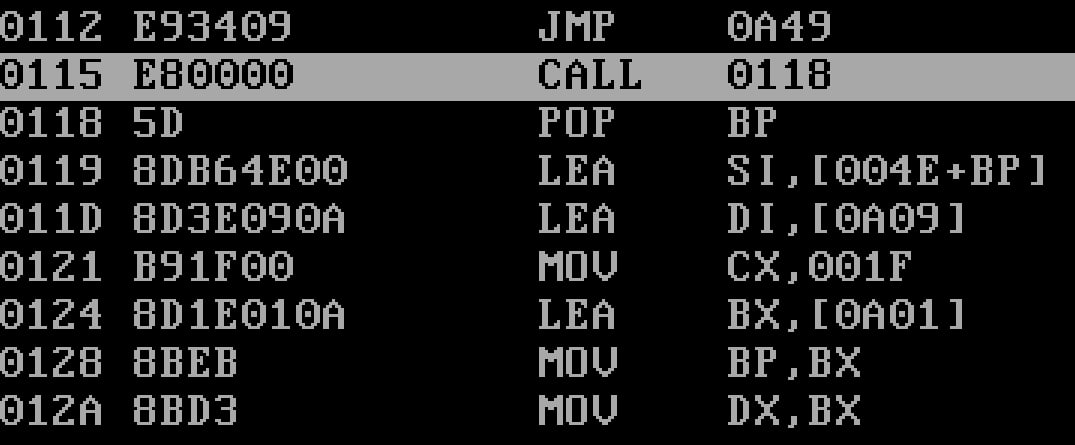 0112 E93409 JMP 0A49
0115 E80000 CALL 0118
0118 5D POP BP
0119 8DB64E00 LEA SI,[004E+BP]
011D 8D3E090A LEA DI,[0A09]
0121 B91F00 MOV CX,001F
0124 8D1E010A LEA BX,[0A01]
0128 8BEB MOV BP,BX
012A 8BD3 MOV DX,BX